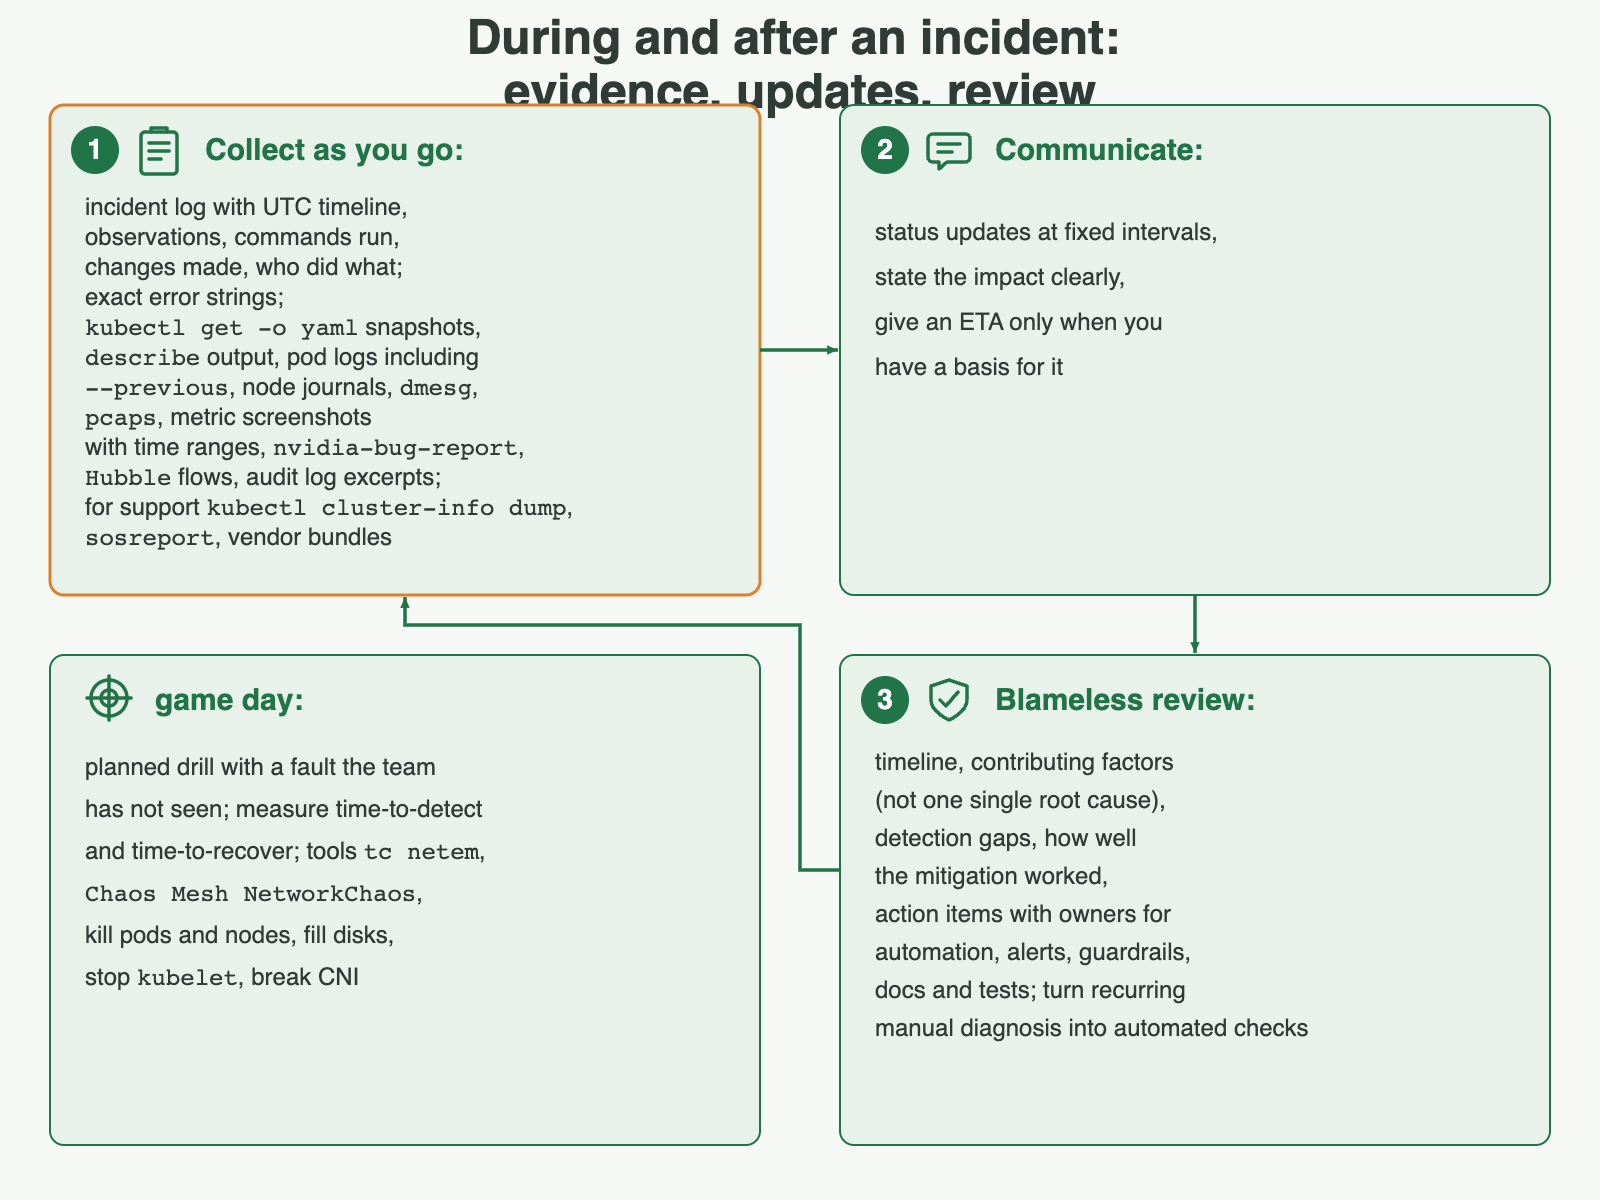 During and after an incident:
evidence, updates, review
1 Collect as you go:
incident log with UTC timeline,
observations, commands run,
changes made, who did what;
exact error strings;
kubectl get -o yaml snapshots,
describe output, pod logs including
--previous, node journals, dmesg,
pcaps, metric screenshots
with time ranges, nvidia-bug-report,
Hubble flows, audit log excerpts;
for support kubectl cluster-info dump,
sosreport, vendor bundles
2 Communicate:
status updates at fixed intervals,
state the impact clearly,
give an ETA only when you
have a basis for it
game day:
planned drill with a fault the team
has not seen; measure time-to-detect
and time-to-recover; tools tc netem,
Chaos Mesh NetworkChaos,
kill pods and nodes, fill disks,
stop kubelet, break CNI
3 Blameless review:
timeline, contributing factors
(not one single root cause),
detection gaps, how well
the mitigation worked,
action items with owners for
automation, alerts, guardrails,
docs and tests; turn recurring
manual diagnosis into automated checks